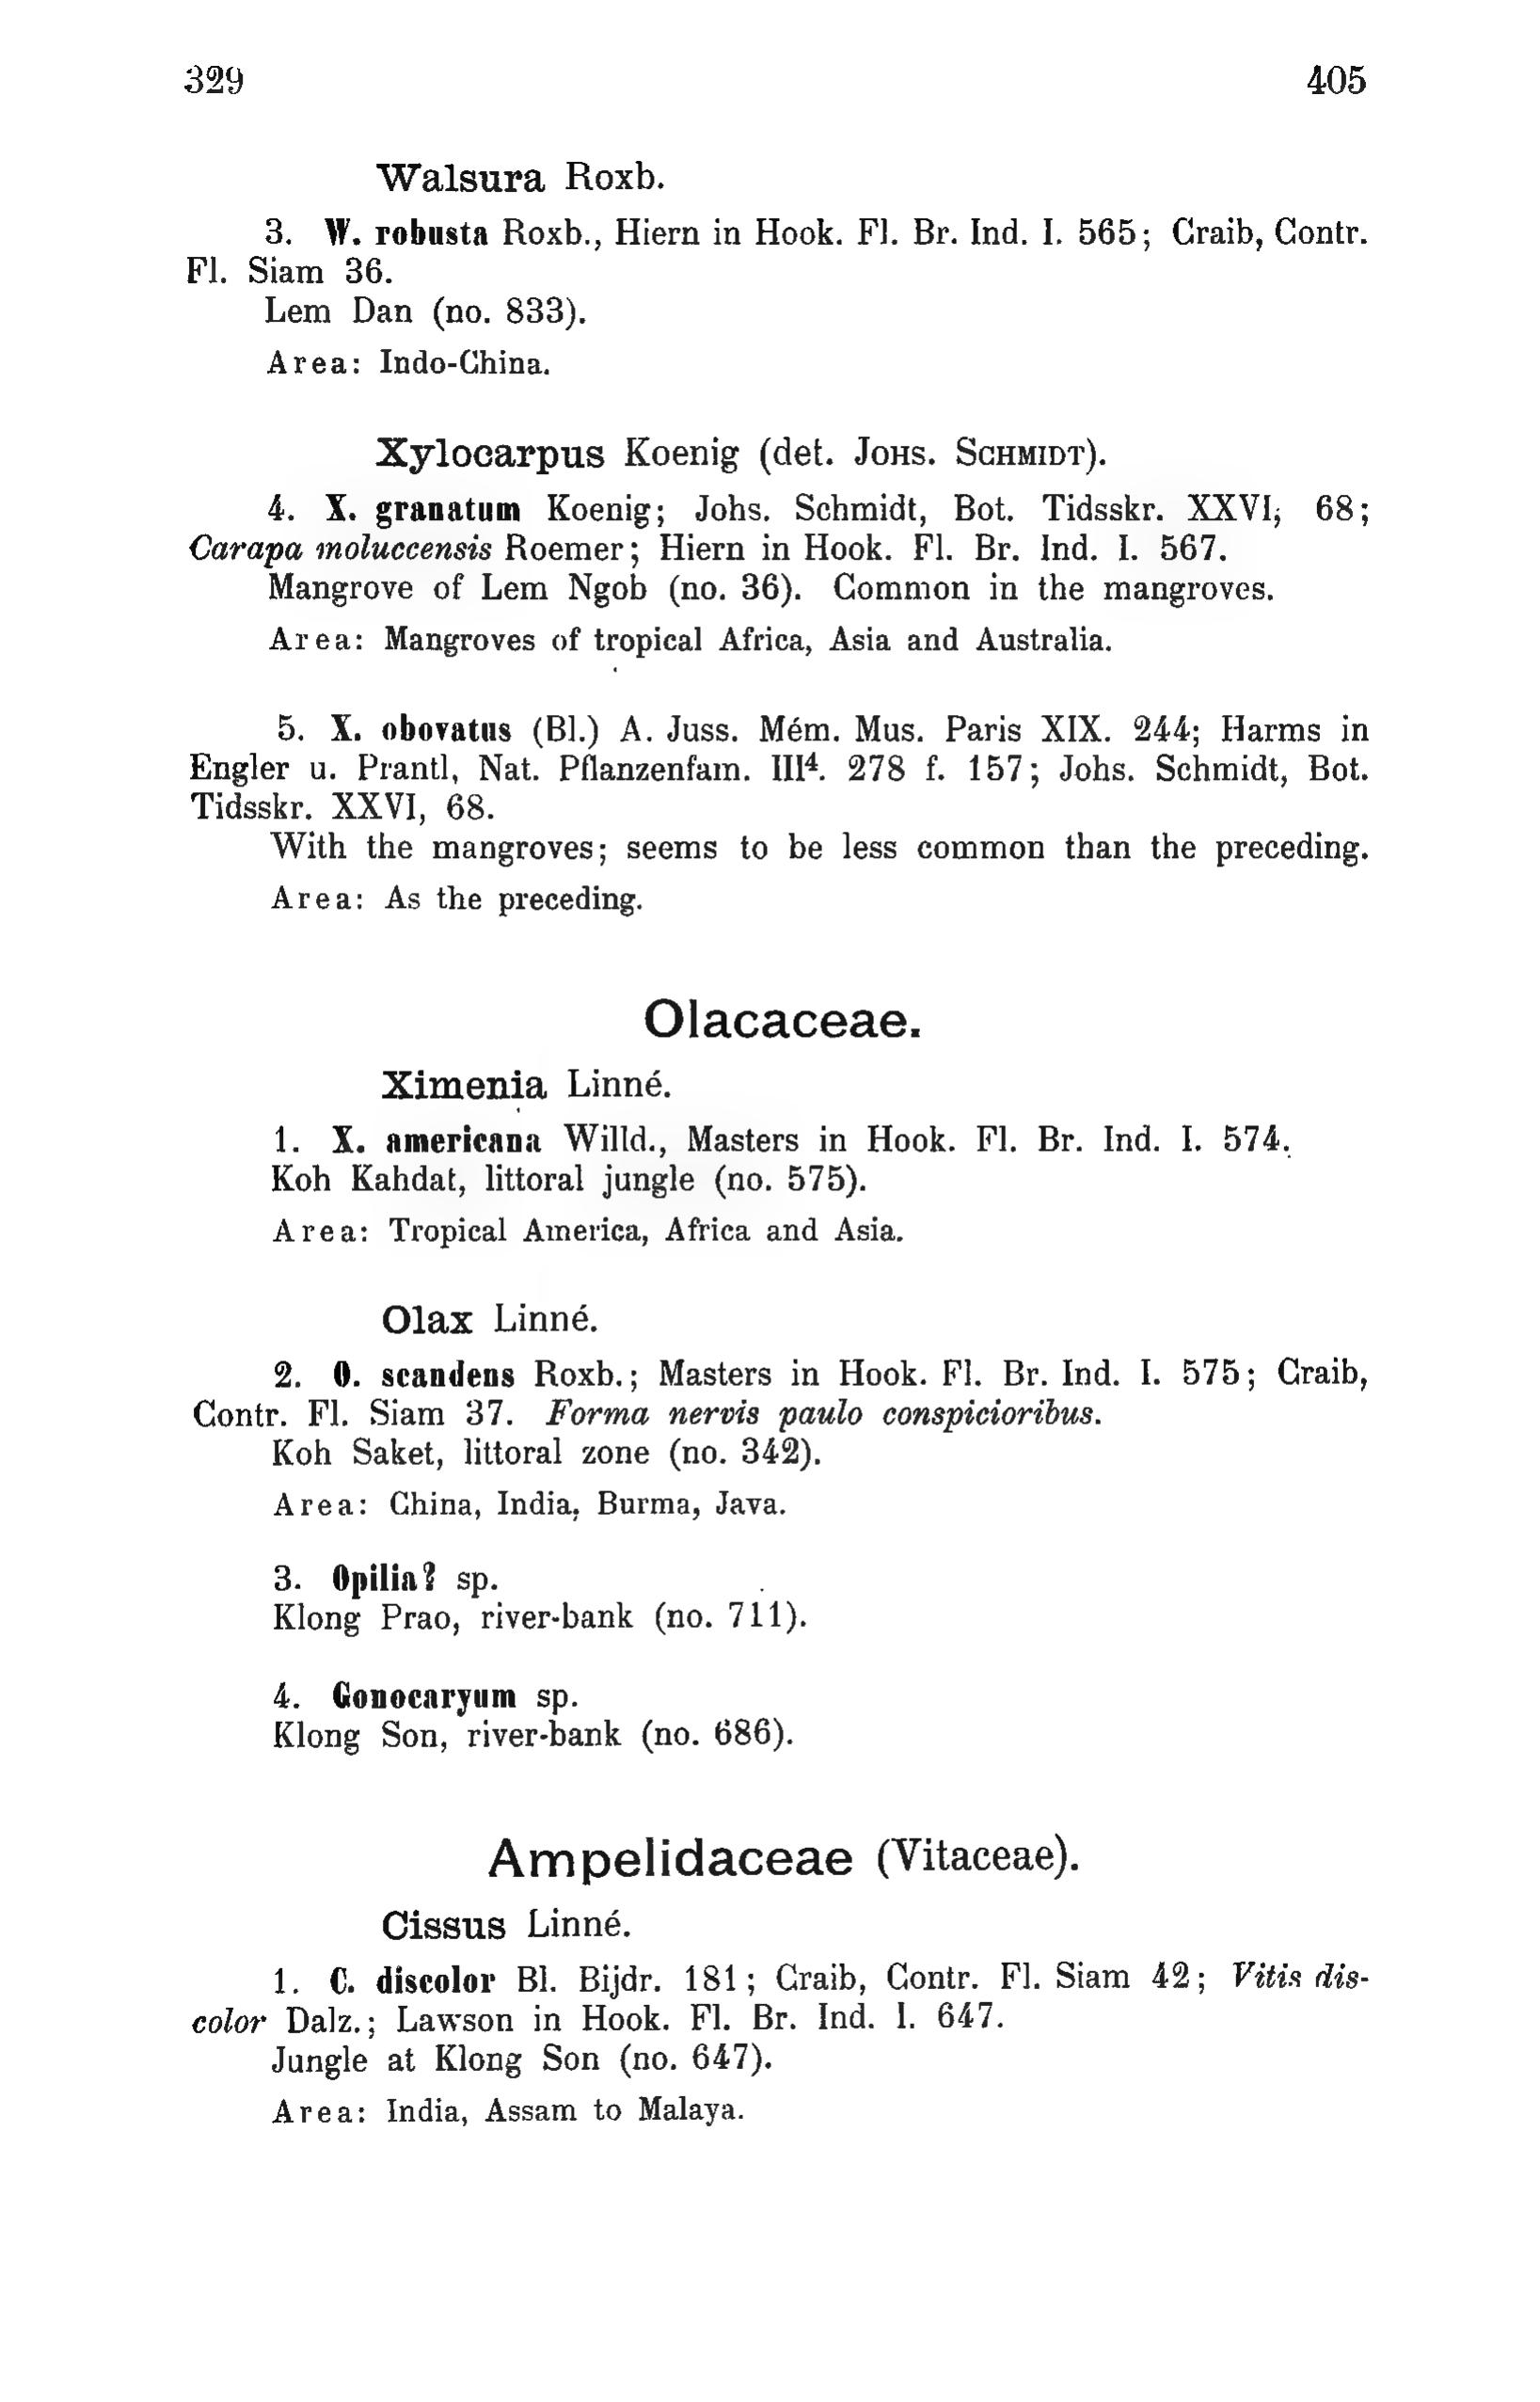 329 405
Walsura Roxb.
3. W. robusta Roxb., Hiern in Hook. Fl. Br. Ind. I. 565; Craib, Contr.
Fl. Siam 36.
Lem Dan (no. 833).
Area: Indo-China.
Xylocarpus Koenig (det. Johs. Schmidt).
4. X. granatum Koenig; Johs. Schmidt, Bot. Tidsskr. XXVI, 68;
Carapa moluccensis Roemer; Hiern in Hook. Fl. Br. Ind. I. 567.
Mangrove of Lem Ngob (no. 36). Common in the mangroves.
Area: Mangroves of tropical Africa, Asia and Australia.
5. X. obovatus (Bl.) A. Juss. Mém. Mus. Paris XIX. 244; Harms in
Engler u. Prantl, Nat. Pflanzenfam. III⁴. 278 f. 157; Johs. Schmidt, Bot.
Tidsskr. XXVI, 68.
With the mangroves; seems to be less common than the preceding.
Area: As the preceding.
Olacaceae.
Ximenia Linné.
1. X. americana Willd., Masters in Hook. Fl. Br. Ind. I. 574.
Koh Kahdat, littoral jungle (no. 575).
Area: Tropical America, Africa and Asia.
Olax Linné.
2. O. scandens Roxb.; Masters in Hook. Fl. Br. Ind. I. 575; Craib,
Contr. Fl. Siam 37. Forma nervis paulo conspicioribus.
Koh Saket, littoral zone (no. 342).
Area: China, India, Burma, Java.
3. Opilia? sp.
Klong Prao, river-bank (no. 711).
4. Gonocaryum sp.
Klong Son, river-bank (no. 686).
Ampelidaceae (Vitaceae).
Cissus Linné.
1. C. discolor Bl. Bijdr. 181; Craib, Contr. Fl. Siam 42; Vitis dis-
color Dalz.; Lawson in Hook. Fl. Br. Ind. I. 647.
Jungle at Klong Son (no. 647).
Area: India, Assam to Malaya.